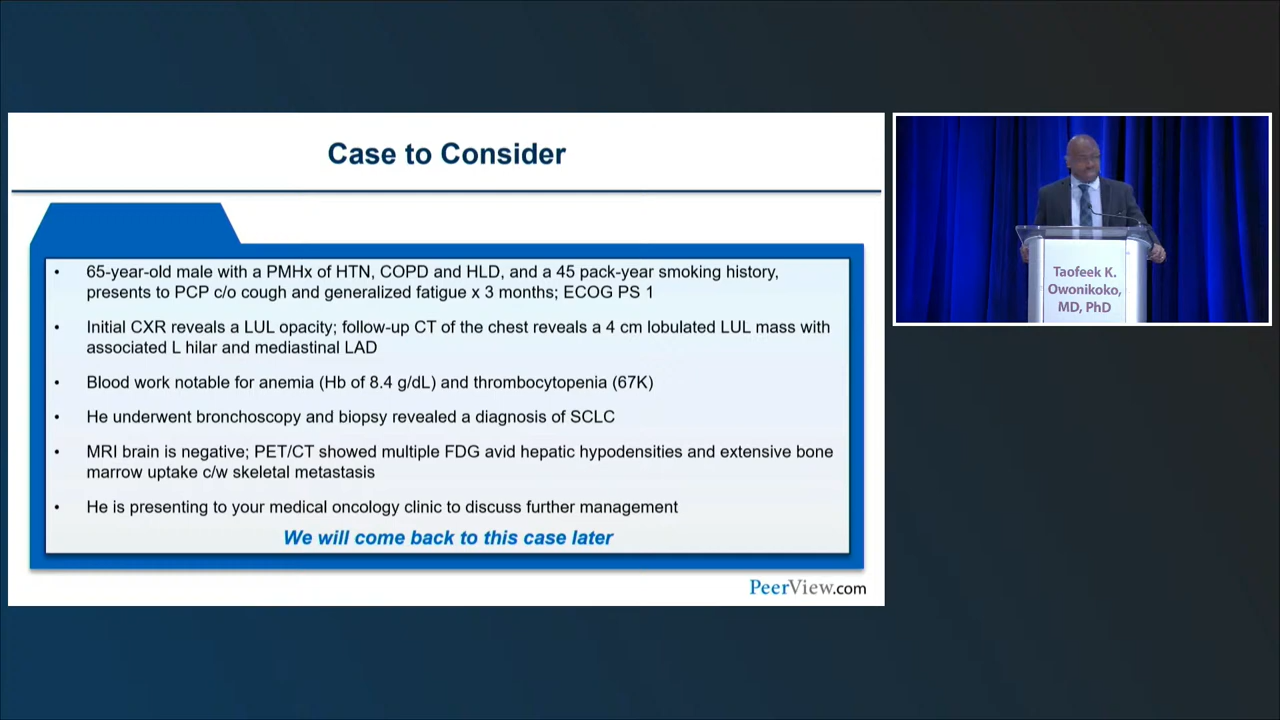 Case to Consider
• 65-year-old male with a PMHx of HTN, COPD and HLD, and a 45 pack-year smoking history,
presents to PCP c/o cough and generalized fatigue x 3 months; ECOG PS 1
• Initial CXR reveals a LUL opacity; follow-up CT of the chest reveals a 4 cm lobulated LUL mass with
associated L hilar and mediastinal LAD
• Blood work notable for anemia (Hb of 8.4 g/dL) and thrombocytopenia (67K)
• He underwent bronchoscopy and biopsy revealed a diagnosis of SCLC
• MRI brain is negative; PET/CT showed multiple FDG avid hepatic hypodensities and extensive bone
marrow uptake c/w skeletal metastasis
• He is presenting to your medical oncology clinic to discuss further management
We will come back to this case later
PeerView.com
Taofeek K.
Owonikoko,
MD, PhD